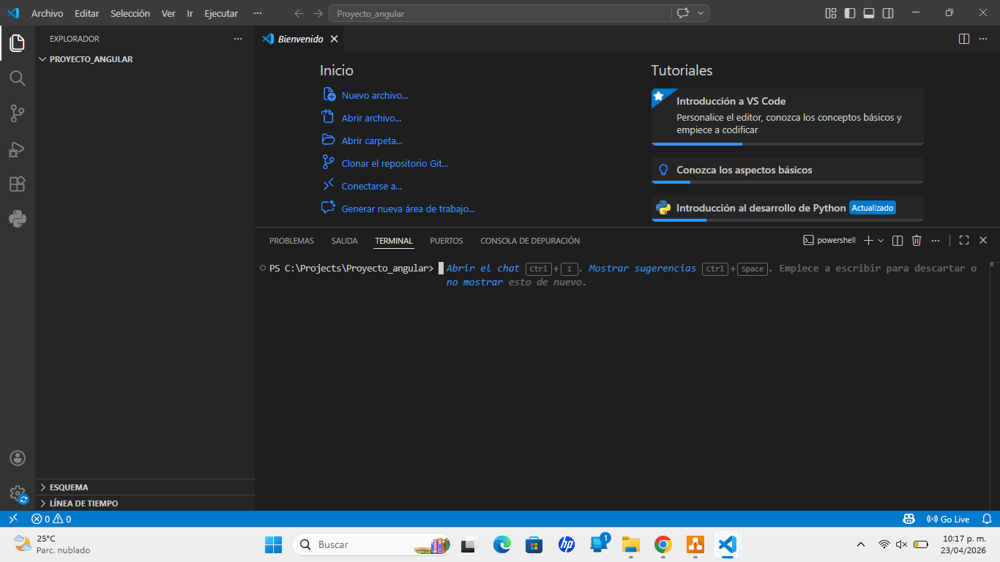 Archivo Editar Selección Ver Ir Ejecutar ··· Proyecto_angular
EXPLORADOR ···
PROYECTO_ANGULAR
Bienvenido
Inicio
Nuevo archivo...
Abrir archivo...
Abrir carpeta...
Clonar el repositorio Git...
Conectarse a...
Generar nueva área de trabajo...
Tutoriales
Introducción a VS Code
Personalice el editor, conozca los conceptos básicos y
empiece a codificar
Conozca los aspectos básicos
Introducción al desarrollo de Python Actualizado
PROBLEMAS SALIDA TERMINAL PUERTOS CONSOLA DE DEPURACIÓN powershell
PS C:\Projects\Proyecto_angular> Abrir el chat Ctrl + I . Mostrar sugerencias Ctrl + Space . Empiece a escribir para descartar o
no mostrar esto de nuevo.
ESQUEMA
LÍNEA DE TIEMPO
0 0 Go Live
25°C
Parc. nublado
Buscar
hp
1
10:17 p. m.
23/04/2026